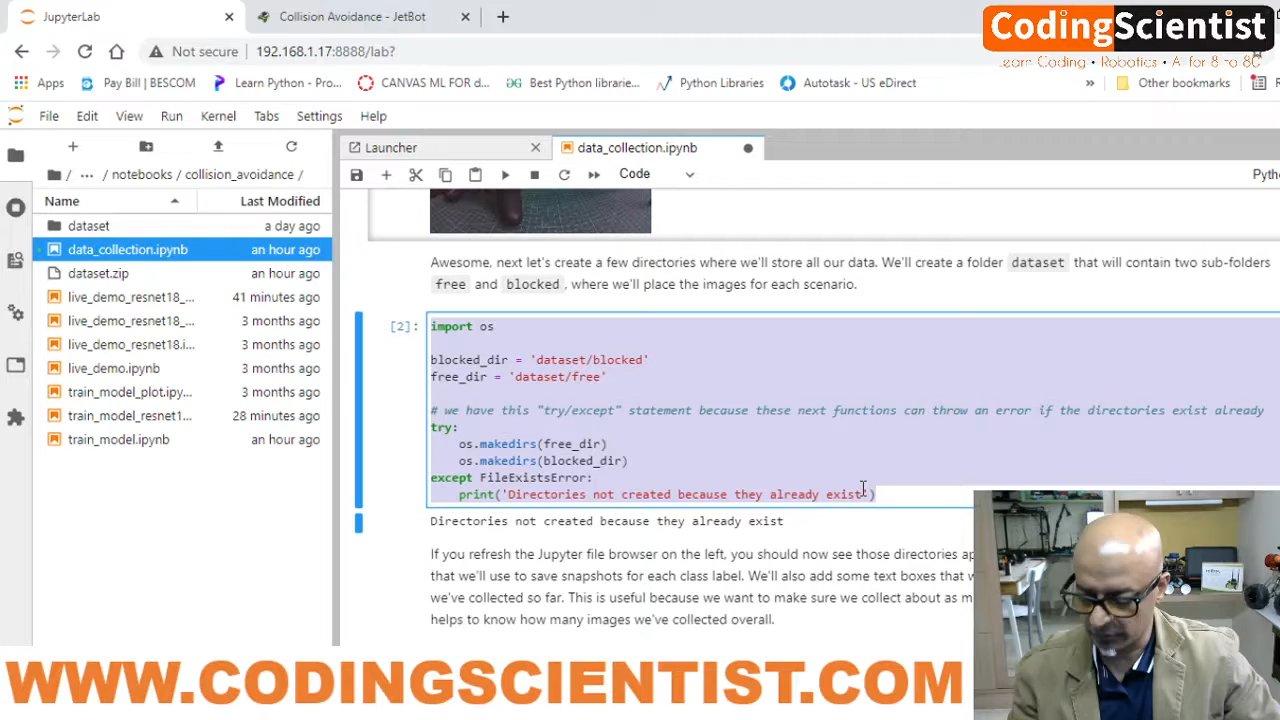 JupyterLab
Collision Avoidance - JetBot
CodingScientist
Learn Coding • Robotics • A.I for 8 to 80
Not secure 192.168.1.17:8888/lab?
Apps Pay Bill | BESCOM Learn Python - Pro... CANVAS ML FOR d... Best Python librarie... Python Libraries Autotask - US eDirect » Other bookmarks
File Edit View Run Kernel Tabs Settings Help
Launcher
data_collection.ipynb
Code
/ ... / notebooks / collision_avoidance /
Name Last Modified
dataset a day ago
data_collection.ipynb an hour ago
dataset.zip an hour ago
live_demo_resnet18_... 41 minutes ago
live_demo_resnet18_... 3 months ago
live_demo_resnet18.i... 3 months ago
live_demo.ipynb 3 months ago
train_model_plot.ipy... 3 months ago
train_model_resnet1... 28 minutes ago
train_model.ipynb an hour ago
Awesome, next let's create a few directories where we'll store all our data. We'll create a folder dataset that will contain two sub-folders
free and blocked, where we'll place the images for each scenario.
[2]:
import os
blocked_dir = 'dataset/blocked'
free_dir = 'dataset/free'
# we have this "try/except" statement because these next functions can throw an error if the directories exist already
try:
os.makedirs(free_dir)
os.makedirs(blocked_dir)
except FileExistsError:
print('Directories not created because they already exist')
Directories not created because they already exist
If you refresh the Jupyter file browser on the left, you should now see those directories
that we'll use to save snapshots for each class label. We'll also add some text boxes that
we've collected so far. This is useful because we want to make sure we collect about as
helps to know how many images we've collected overall.
WWW.CODINGSCIENTIST.COM